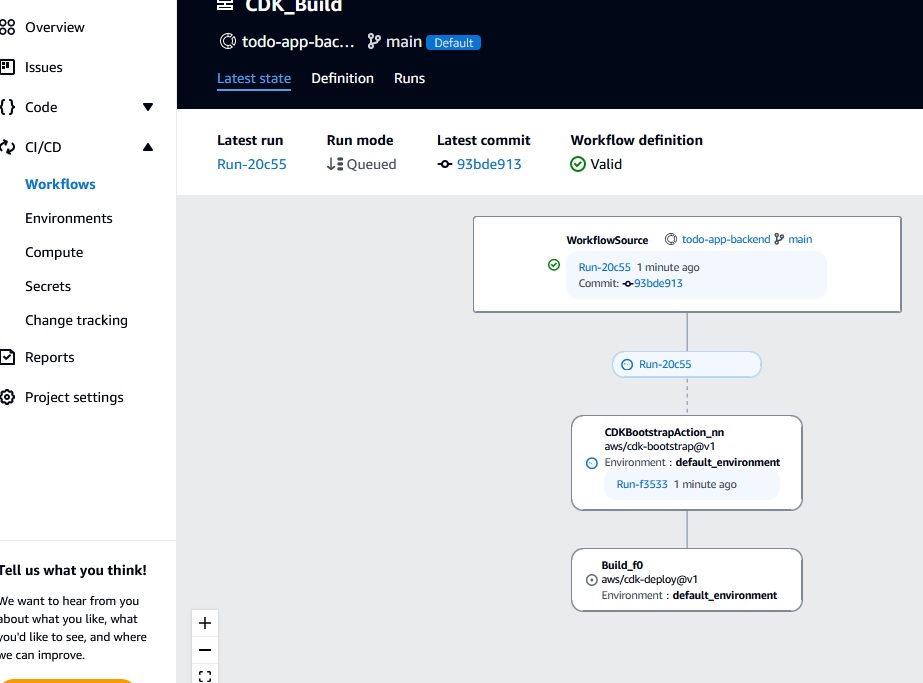 CDK_Build
todo-app-bac... main Default
Latest state Definition Runs
Overview
Issues
Code
CI/CD
Workflows
Environments
Compute
Secrets
Change tracking
Reports
Project settings
Tell us what you think!
We want to hear from you
about what you like, what
you'd like to see, and where
we can improve.
Latest run Run mode Latest commit Workflow definition
Run-20c55 Queued 93bde913 Valid
WorkflowSource todo-app-backend main
Run-20c55 1 minute ago
Commit: 93bde913
Run-20c55
CDKBootstrapAction_nn
aws/cdk-bootstrap@v1
Environment : default_environment
Run-f3533 1 minute ago
Build_f0
aws/cdk-deploy@v1
Environment : default_environment